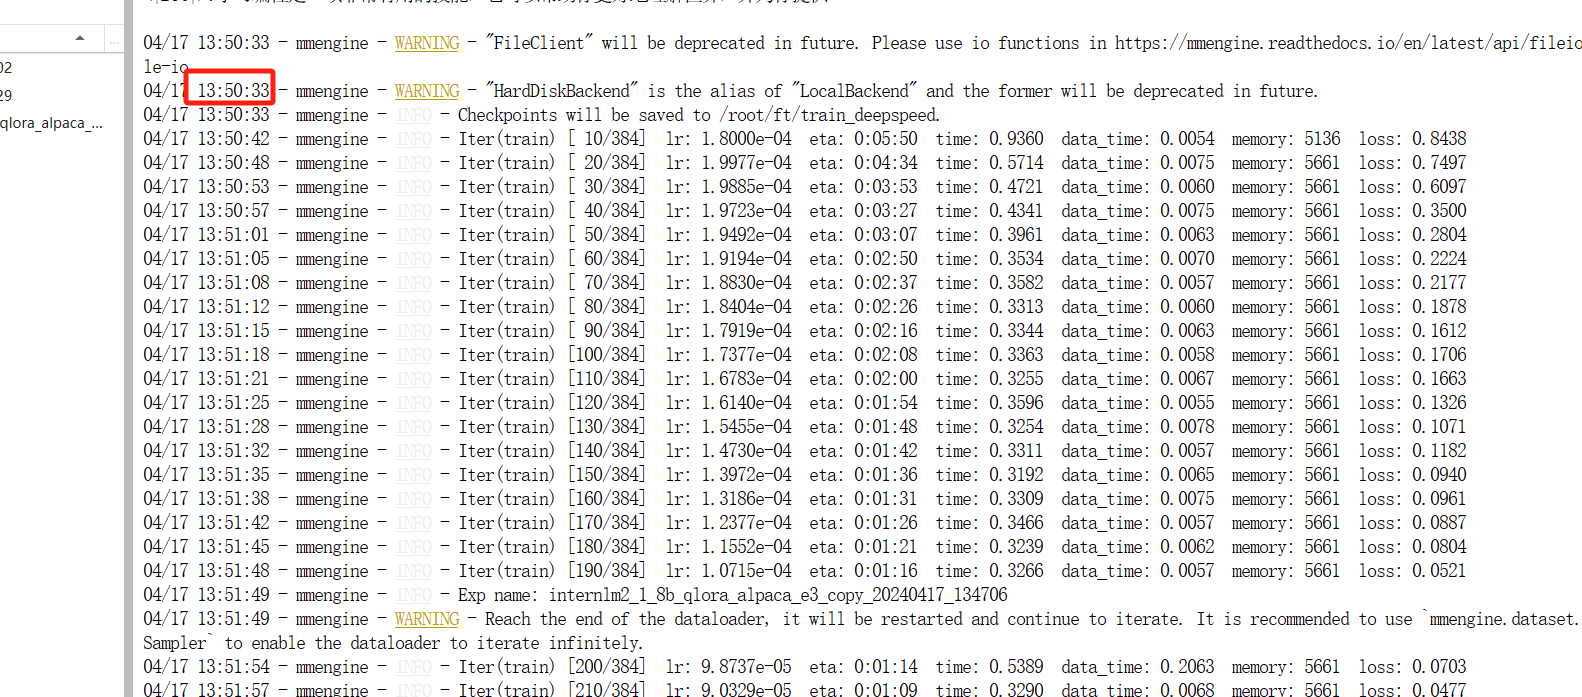 04/17 13:50:33 - mmengine - WARNING - "FileClient" will be deprecated in future. Please use io functions in https://mmengine.readthedocs.io/en/latest/api/fileio
le-io
04/17 13:50:33 - mmengine - WARNING - "HardDiskBackend" is the alias of "LocalBackend" and the former will be deprecated in future.
04/17 13:50:33 - mmengine - INFO - Checkpoints will be saved to /root/ft/train_deepspeed.
04/17 13:50:42 - mmengine - INFO - Iter(train) [ 10/384] lr: 1.8000e-04 eta: 0:05:50 time: 0.9360 data_time: 0.0054 memory: 5136 loss: 0.8438
04/17 13:50:48 - mmengine - INFO - Iter(train) [ 20/384] lr: 1.9977e-04 eta: 0:04:34 time: 0.5714 data_time: 0.0075 memory: 5661 loss: 0.7497
04/17 13:50:53 - mmengine - INFO - Iter(train) [ 30/384] lr: 1.9885e-04 eta: 0:03:53 time: 0.4721 data_time: 0.0060 memory: 5661 loss: 0.6097
04/17 13:50:57 - mmengine - INFO - Iter(train) [ 40/384] lr: 1.9723e-04 eta: 0:03:27 time: 0.4341 data_time: 0.0075 memory: 5661 loss: 0.3500
04/17 13:51:01 - mmengine - INFO - Iter(train) [ 50/384] lr: 1.9492e-04 eta: 0:03:07 time: 0.3961 data_time: 0.0063 memory: 5661 loss: 0.2804
04/17 13:51:05 - mmengine - INFO - Iter(train) [ 60/384] lr: 1.9194e-04 eta: 0:02:50 time: 0.3534 data_time: 0.0070 memory: 5661 loss: 0.2224
04/17 13:51:08 - mmengine - INFO - Iter(train) [ 70/384] lr: 1.8830e-04 eta: 0:02:37 time: 0.3582 data_time: 0.0057 memory: 5661 loss: 0.2177
04/17 13:51:12 - mmengine - INFO - Iter(train) [ 80/384] lr: 1.8404e-04 eta: 0:02:26 time: 0.3313 data_time: 0.0060 memory: 5661 loss: 0.1878
04/17 13:51:15 - mmengine - INFO - Iter(train) [ 90/384] lr: 1.7919e-04 eta: 0:02:16 time: 0.3344 data_time: 0.0063 memory: 5661 loss: 0.1612
04/17 13:51:18 - mmengine - INFO - Iter(train) [100/384] lr: 1.7377e-04 eta: 0:02:08 time: 0.3363 data_time: 0.0058 memory: 5661 loss: 0.1706
04/17 13:51:21 - mmengine - INFO - Iter(train) [110/384] lr: 1.6783e-04 eta: 0:02:00 time: 0.3255 data_time: 0.0067 memory: 5661 loss: 0.1663
04/17 13:51:25 - mmengine - INFO - Iter(train) [120/384] lr: 1.6140e-04 eta: 0:01:54 time: 0.3596 data_time: 0.0055 memory: 5661 loss: 0.1326
04/17 13:51:28 - mmengine - INFO - Iter(train) [130/384] lr: 1.5455e-04 eta: 0:01:48 time: 0.3254 data_time: 0.0078 memory: 5661 loss: 0.1071
04/17 13:51:32 - mmengine - INFO - Iter(train) [140/384] lr: 1.4730e-04 eta: 0:01:42 time: 0.3311 data_time: 0.0057 memory: 5661 loss: 0.1182
04/17 13:51:35 - mmengine - INFO - Iter(train) [150/384] lr: 1.3972e-04 eta: 0:01:36 time: 0.3192 data_time: 0.0065 memory: 5661 loss: 0.0940
04/17 13:51:38 - mmengine - INFO - Iter(train) [160/384] lr: 1.3186e-04 eta: 0:01:31 time: 0.3309 data_time: 0.0075 memory: 5661 loss: 0.0961
04/17 13:51:42 - mmengine - INFO - Iter(train) [170/384] lr: 1.2377e-04 eta: 0:01:26 time: 0.3466 data_time: 0.0057 memory: 5661 loss: 0.0887
04/17 13:51:45 - mmengine - INFO - Iter(train) [180/384] lr: 1.1552e-04 eta: 0:01:21 time: 0.3239 data_time: 0.0062 memory: 5661 loss: 0.0804
04/17 13:51:48 - mmengine - INFO - Iter(train) [190/384] lr: 1.0715e-04 eta: 0:01:16 time: 0.3266 data_time: 0.0057 memory: 5661 loss: 0.0521
04/17 13:51:49 - mmengine - INFO - Exp name: internlm2_1_8b_qlora_alpaca_e3_copy_20240417_134706
04/17 13:51:49 - mmengine - WARNING - Reach the end of the dataloader, it will be restarted and continue to iterate. It is recommended to use `mmengine.dataset.
Sampler` to enable the dataloader to iterate infinitely.
04/17 13:51:54 - mmengine - INFO - Iter(train) [200/384] lr: 9.8737e-05 eta: 0:01:14 time: 0.5389 data_time: 0.2063 memory: 5661 loss: 0.0703
04/17 13:51:57 - mmengine - INFO - Iter(train) [210/384] lr: 9.0329e-05 eta: 0:01:09 time: 0.3290 data_time: 0.0068 memory: 5661 loss: 0.0477
...
02
29
qlora_alpaca_...